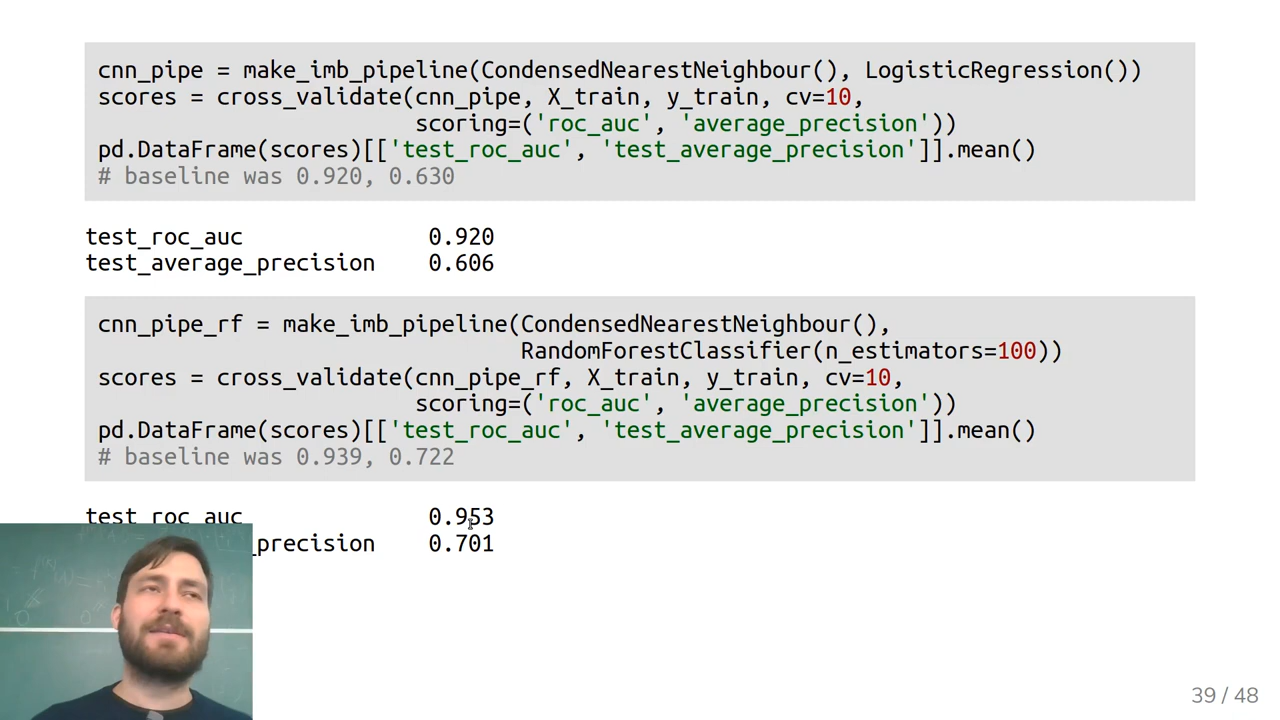 cnn_pipe = make_imb_pipeline(CondensedNearestNeighbour(), LogisticRegression())
scores = cross_validate(cnn_pipe, X_train, y_train, cv=10,
scoring=('roc_auc', 'average_precision'))
pd.DataFrame(scores)[['test_roc_auc', 'test_average_precision']].mean()
# baseline was 0.920, 0.630
test_roc_auc 0.920
test_average_precision 0.606
cnn_pipe_rf = make_imb_pipeline(CondensedNearestNeighbour(),
RandomForestClassifier(n_estimators=100))
scores = cross_validate(cnn_pipe_rf, X_train, y_train, cv=10,
scoring=('roc_auc', 'average_precision'))
pd.DataFrame(scores)[['test_roc_auc', 'test_average_precision']].mean()
# baseline was 0.939, 0.722
test_roc_auc 0.953
_precision 0.701
39 / 48